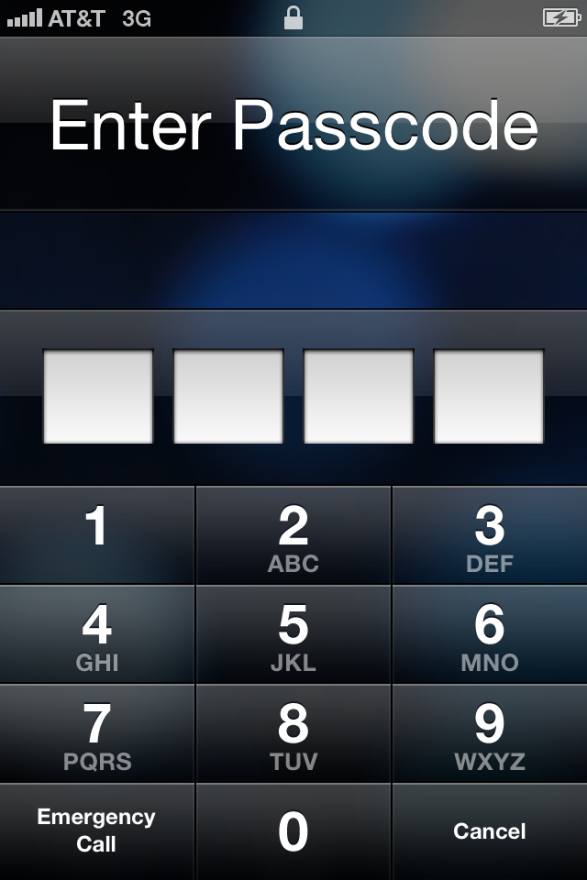 AT&T 3G
Enter Passcode
1 2 3
ABC DEF
4 5 6
GHI JKL MNO
7 8 9
PQRS TUV WXYZ
Emergency
Call 0 Cancel